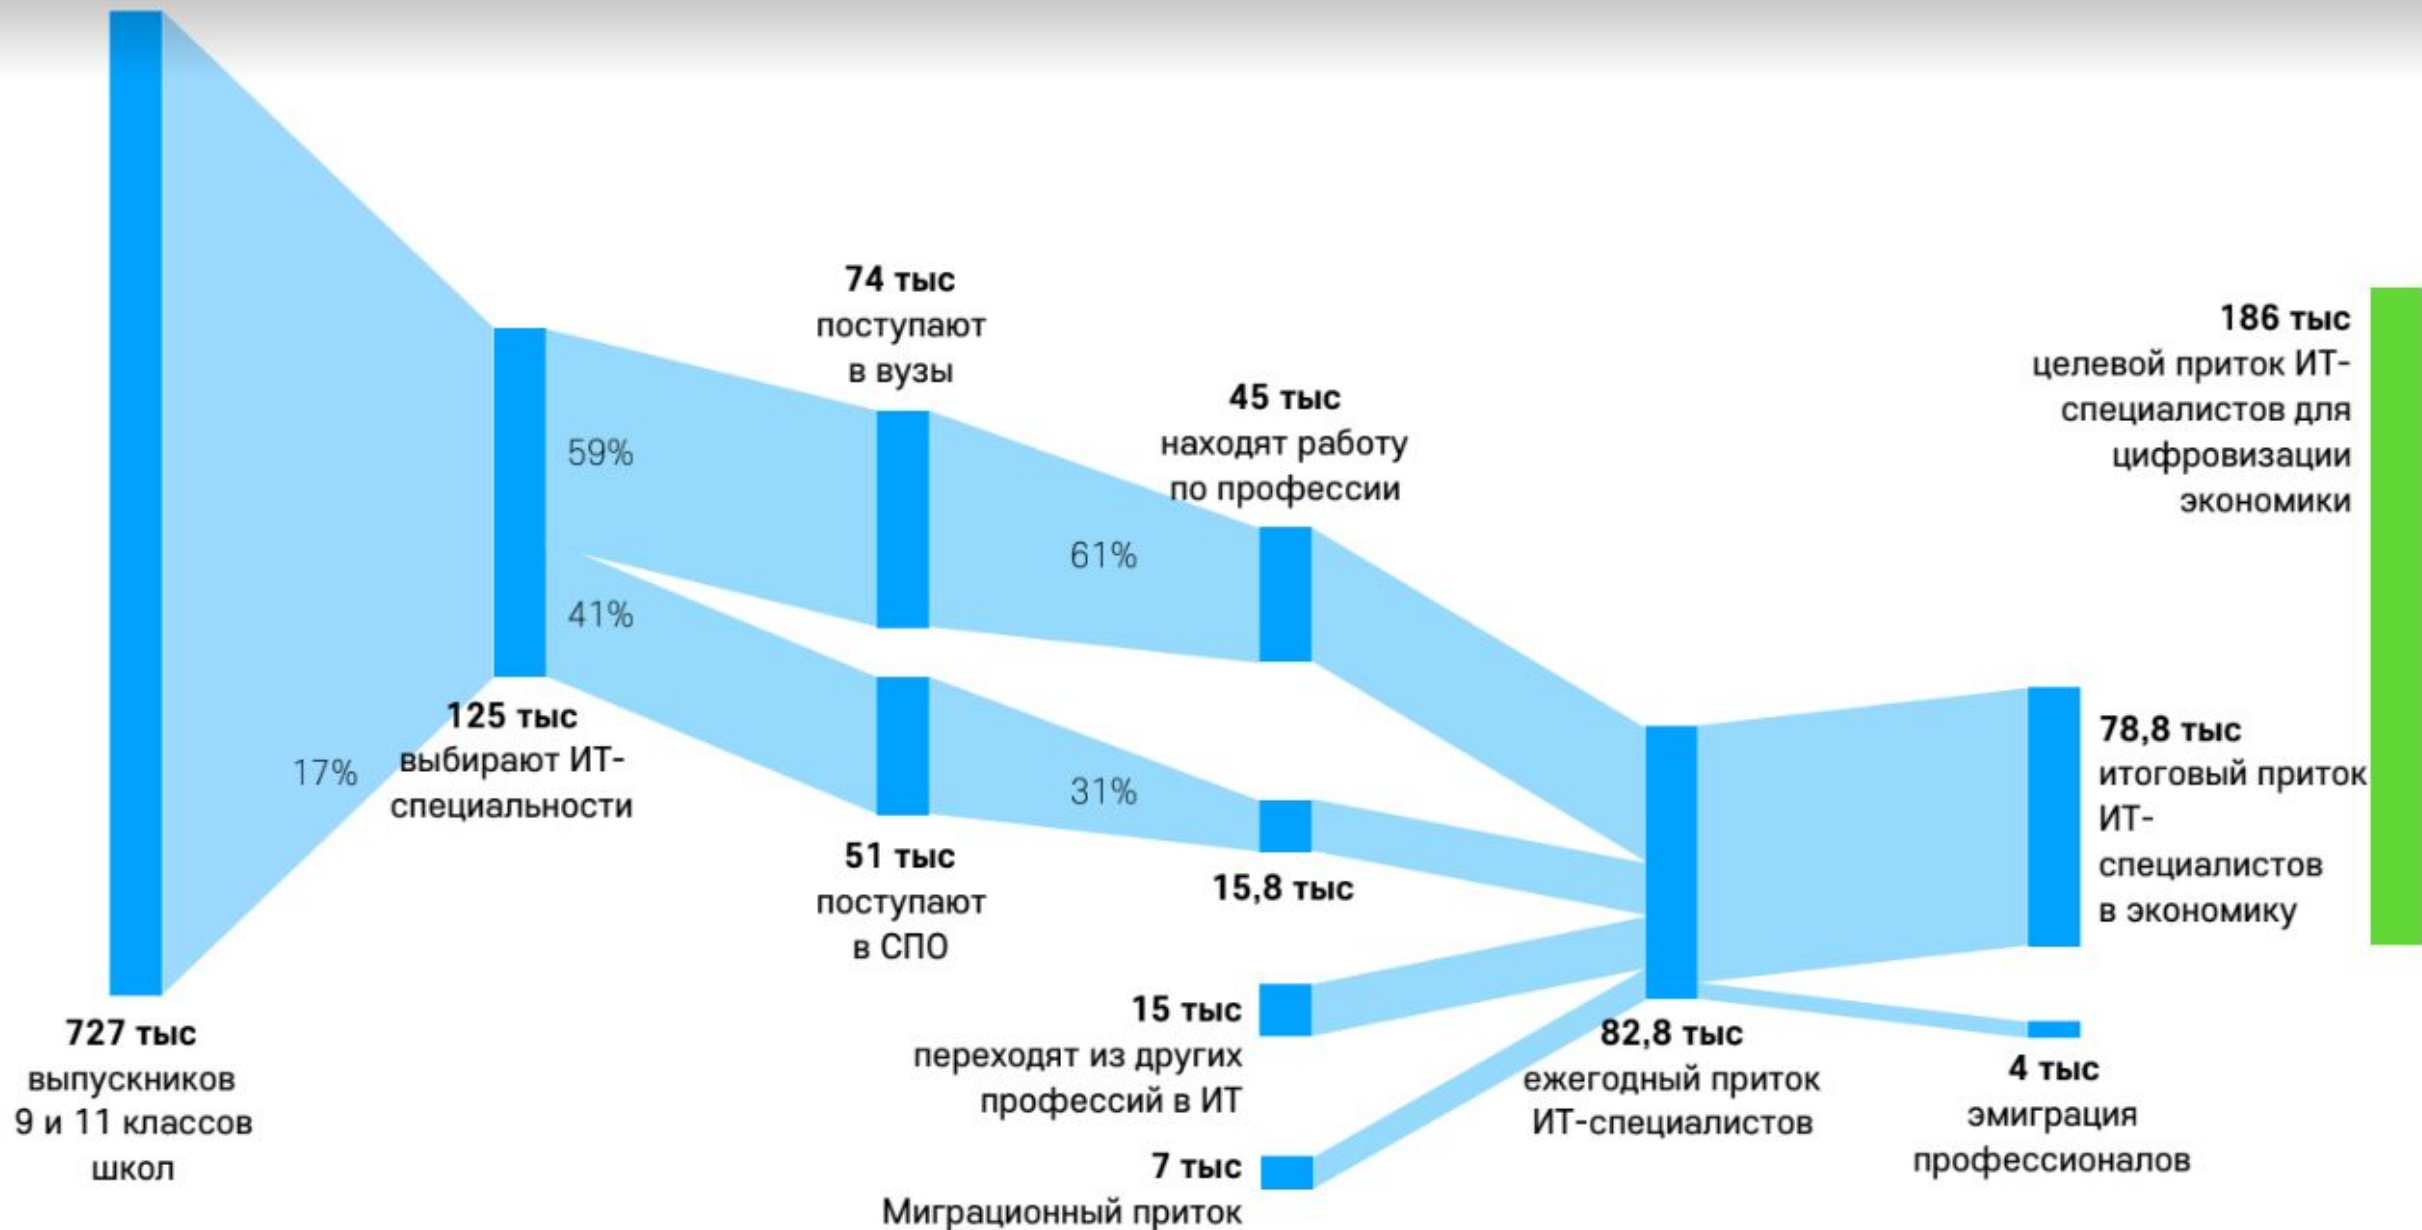 727 тыс
выпускников
9 и 11 классов
школ
17%
125 тыс
выбирают ИТ-
специальности
59%
41%
74 тыс
поступают
в вузы
51 тыс
поступают
в СПО
61%
31%
45 тыс
находят работу
по профессии
15,8 тыс
15 тыс
переходят из других
профессий в ИТ
7 тыс
Миграционный приток
82,8 тыс
ежегодный приток
ИТ-специалистов
78,8 тыс
итоговый приток
ИТ-
специалистов
в экономику
4 тыс
эмиграция
профессионалов
186 тыс
целевой приток ИТ-
специалистов для
цифровизации
экономики